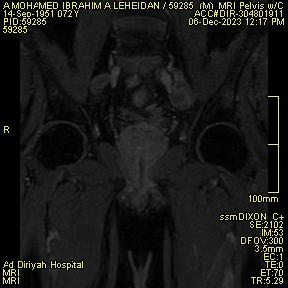 A MOHAMED IBRAHIM A LEHEIDAN / 59285 (M) MRI Pelvis w/C
14-Sep-1951 072Y ACC#DIR-304801911
PID:59285 06-Dec-2023 12:17 PM
59285
R
100mm
ssmDIXON C+
SE:2102
IM:53
DFOV:300
3.5mm
Ad Diriyah Hospital EC:1
MRI TE:0
MRI ET:70
TR:5.29